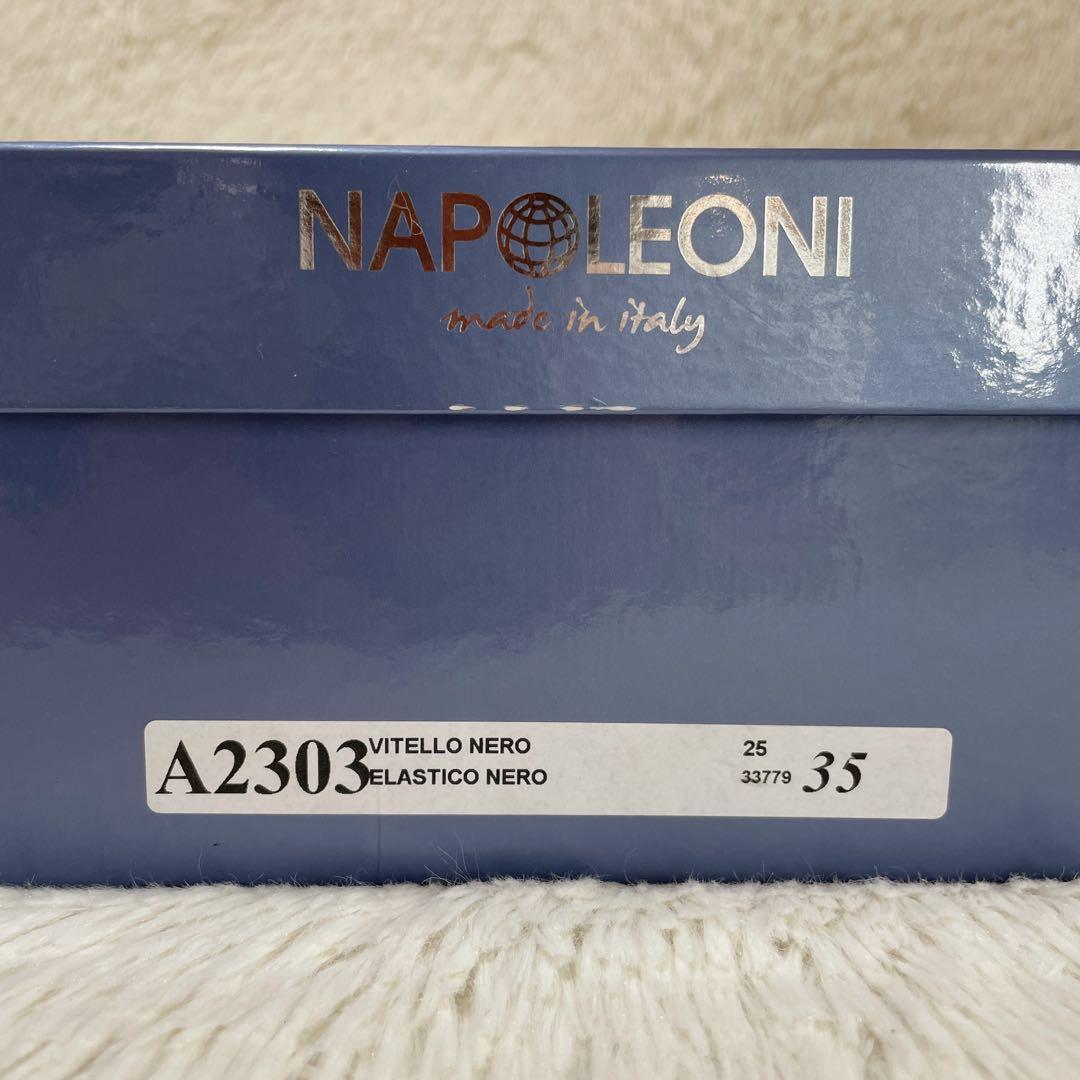 NAPOLEONI
made in italy
A2303 VITELLO NERO 25
ELASTICO NERO 33779 35